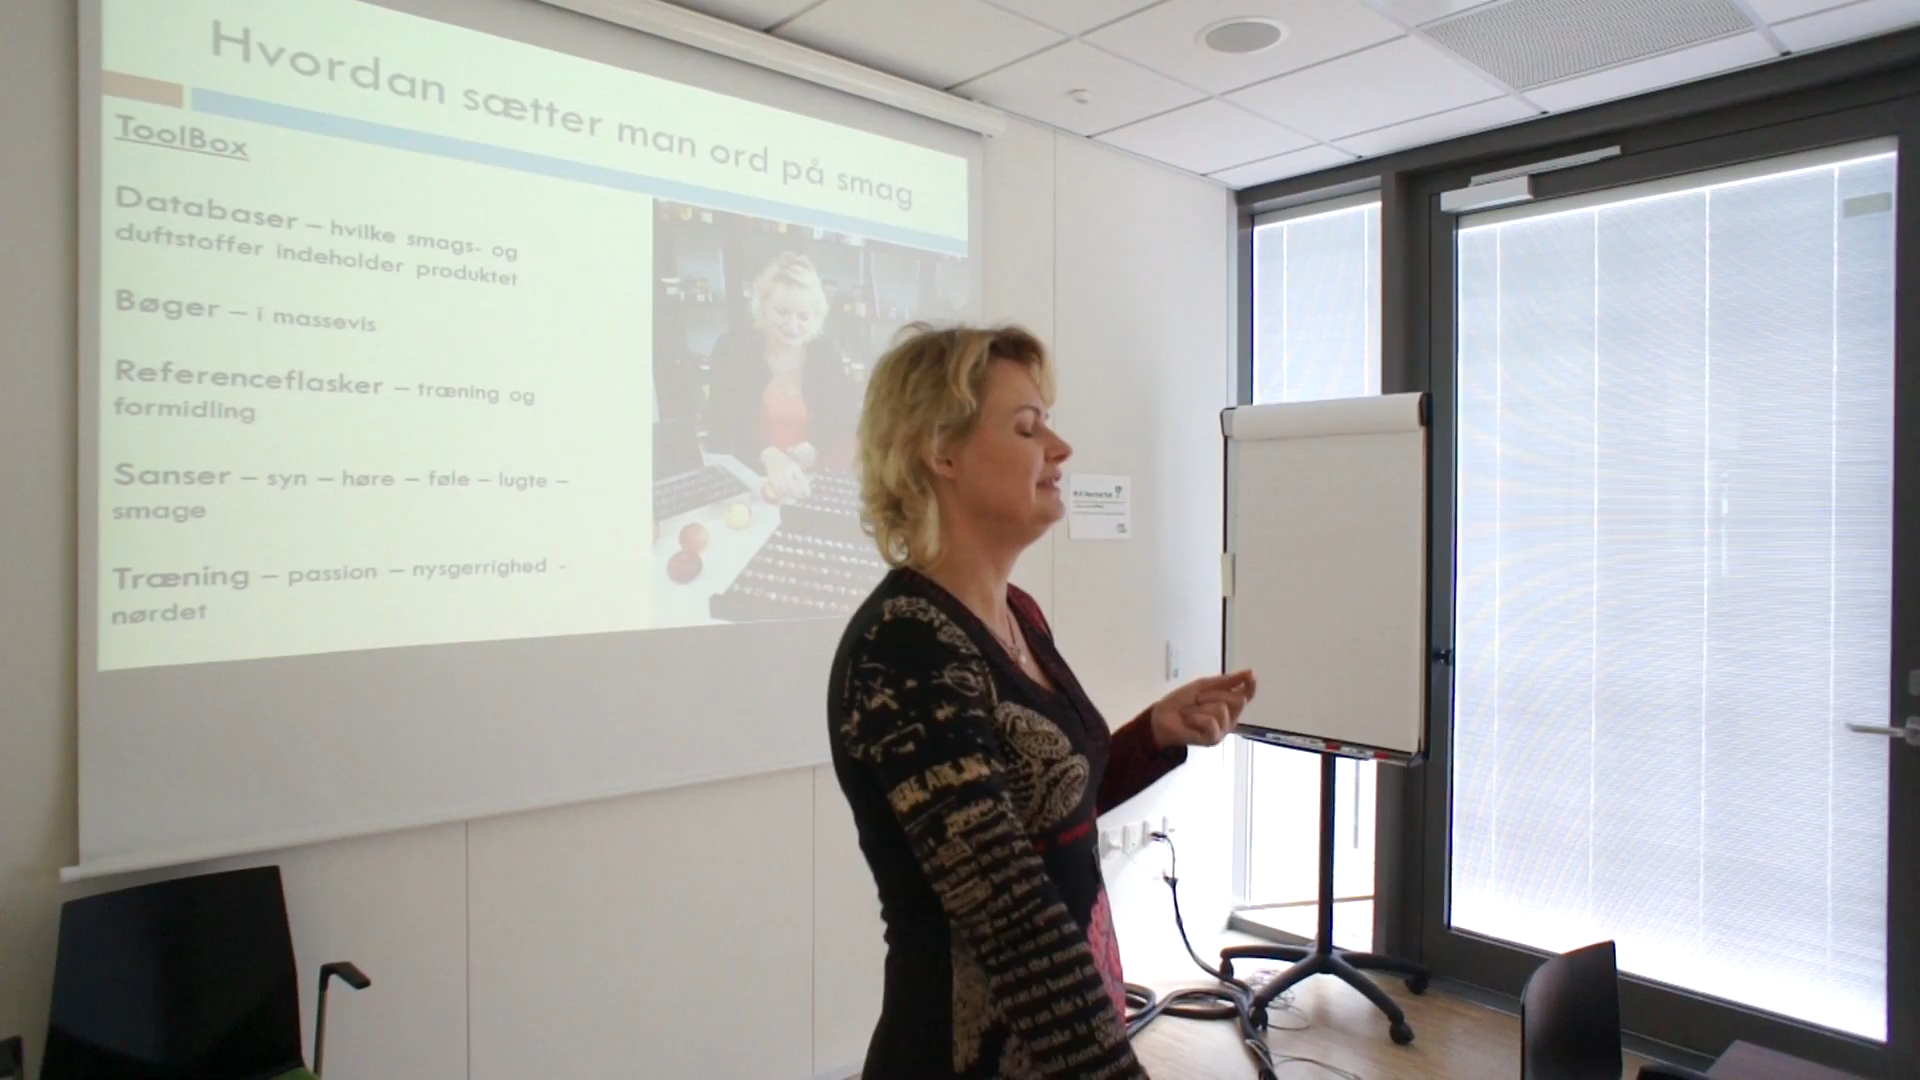 Hvordan sætter man ord på smag
ToolBox
Databaser – hvilke smags- og
duftstoffer indeholder produktet
Bøger – i massevis
Referenceflasker – træning og
formidling
Sanser – syn – høre – føle – lugte –
smage
Træning – passion – nysgerrighed -
nørdet